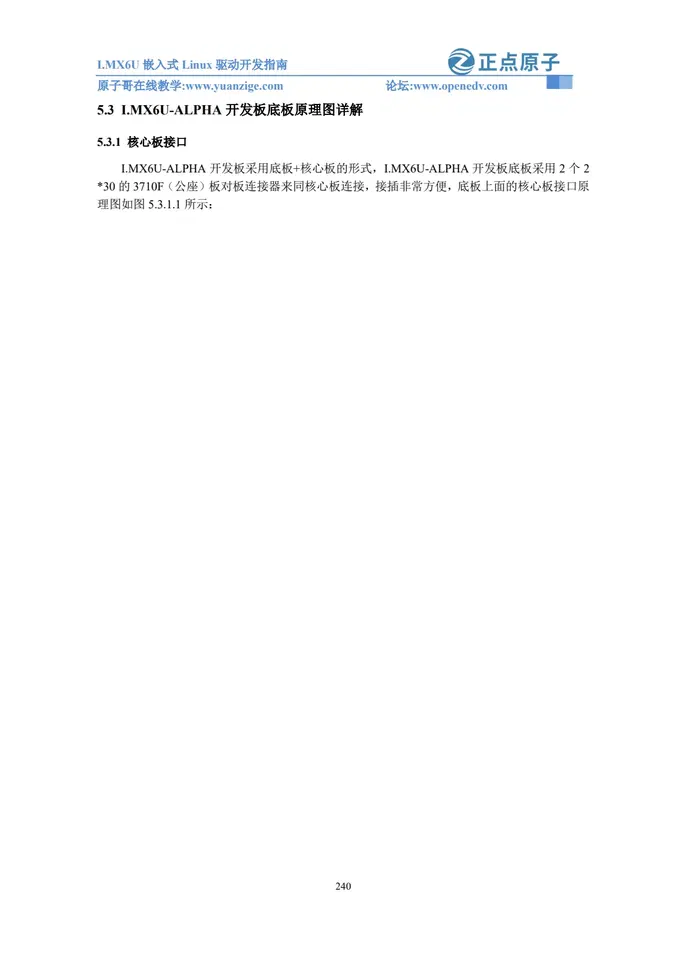 I.MX6U 嵌入式 Linux 驱动开发指南
正点原子
原子哥在线教学:www.yuanzige.com 论坛:www.openedv.com
5.3 I.MX6U-ALPHA 开发板底板原理图详解
5.3.1 核心板接口
I.MX6U-ALPHA 开发板采用底板+核心板的形式，I.MX6U-ALPHA 开发板底板采用 2 个 2
*30 的 3710F（公座）板对板连接器来同核心板连接，接插非常方便，底板上面的核心板接口原
理图如图 5.3.1.1 所示：
240